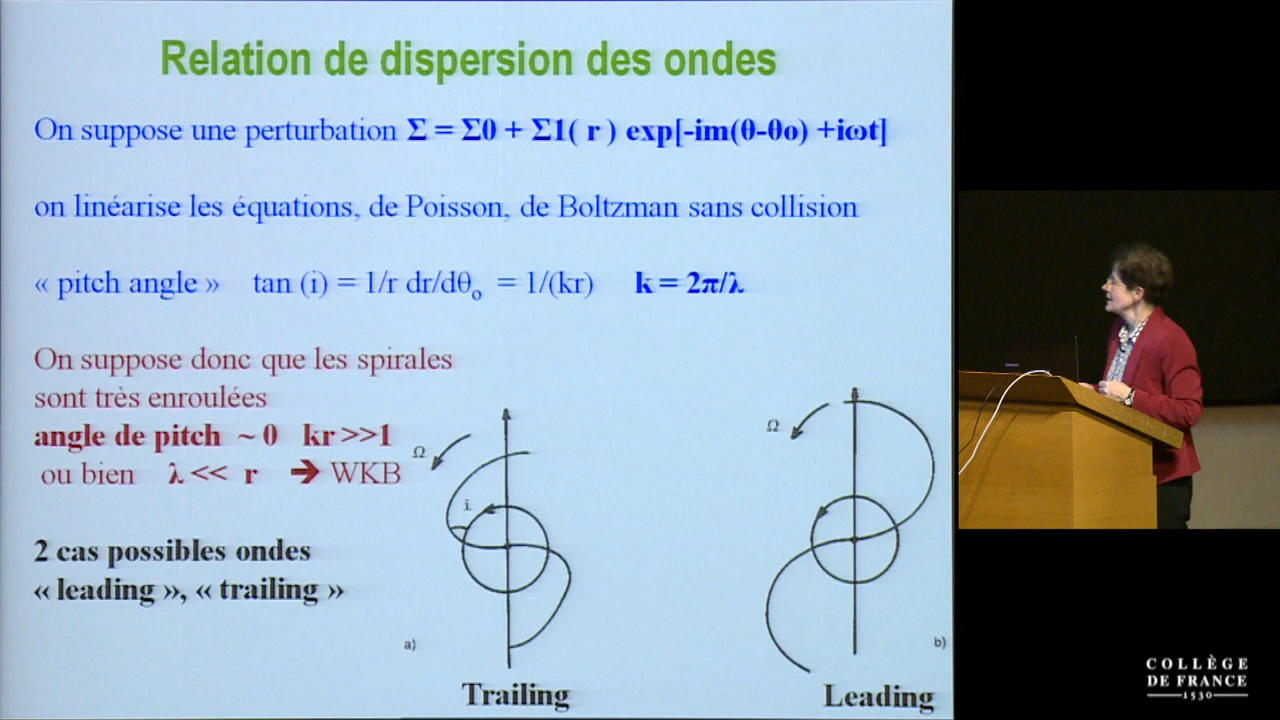 Relation de dispersion des ondes
On suppose une perturbation Σ = Σ0 + Σ1( r ) exp[-im(θ-θo) +iωt]
on linéarise les équations, de Poisson, de Boltzman sans collision
« pitch angle » tan (i) = 1/r dr/dθo = 1/(kr) k = 2π/λ
On suppose donc que les spirales
sont très enroulées
angle de pitch ~ 0 kr >>1
ou bien λ << r ➔ WKB
2 cas possibles ondes
« leading », « trailing »
Ω
i
a)
Trailing
Ω
b)
Leading
COLLÈGE
DE FRANCE
1530